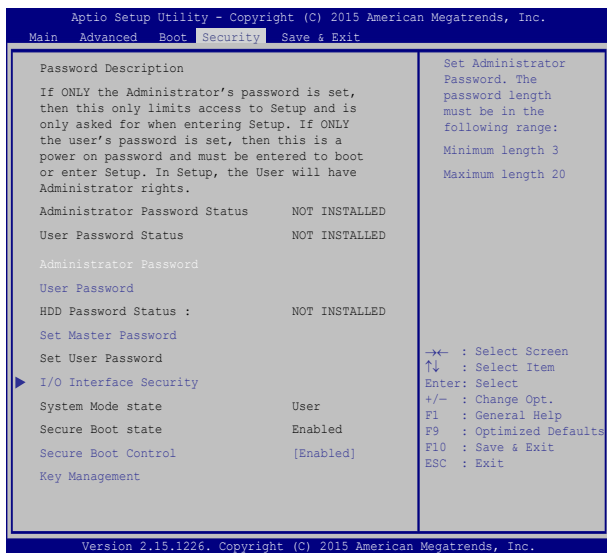 Aptio Setup Utility - Copyright (C) 2015 American Megatrends, Inc.
Main Advanced Boot Security Save & Exit
Password Description
If ONLY the Administrator's password is set,
then this only limits access to Setup and is
only asked for when entering Setup. If ONLY
the user's password is set, then this is a
power on password and must be entered to boot
or enter Setup. In Setup, the User will have
Administrator rights.
Administrator Password Status NOT INSTALLED
User Password Status NOT INSTALLED
Administrator Password
User Password
HDD Password Status : NOT INSTALLED
Set Master Password
Set User Password
I/O Interface Security
System Mode state User
Secure Boot state Enabled
Secure Boot Control [Enabled]
Key Management
Set Administrator
Password. The
password length
must be in the
following range:
Minimum length 3
Maximum length 20
→← : Select Screen
↑↓ : Select Item
Enter: Select
+/— : Change Opt.
F1 : General Help
F9 : Optimized Defaults
F10 : Save & Exit
ESC : Exit
Version 2.15.1226. Copyright (C) 2015 American Megatrends, Inc.